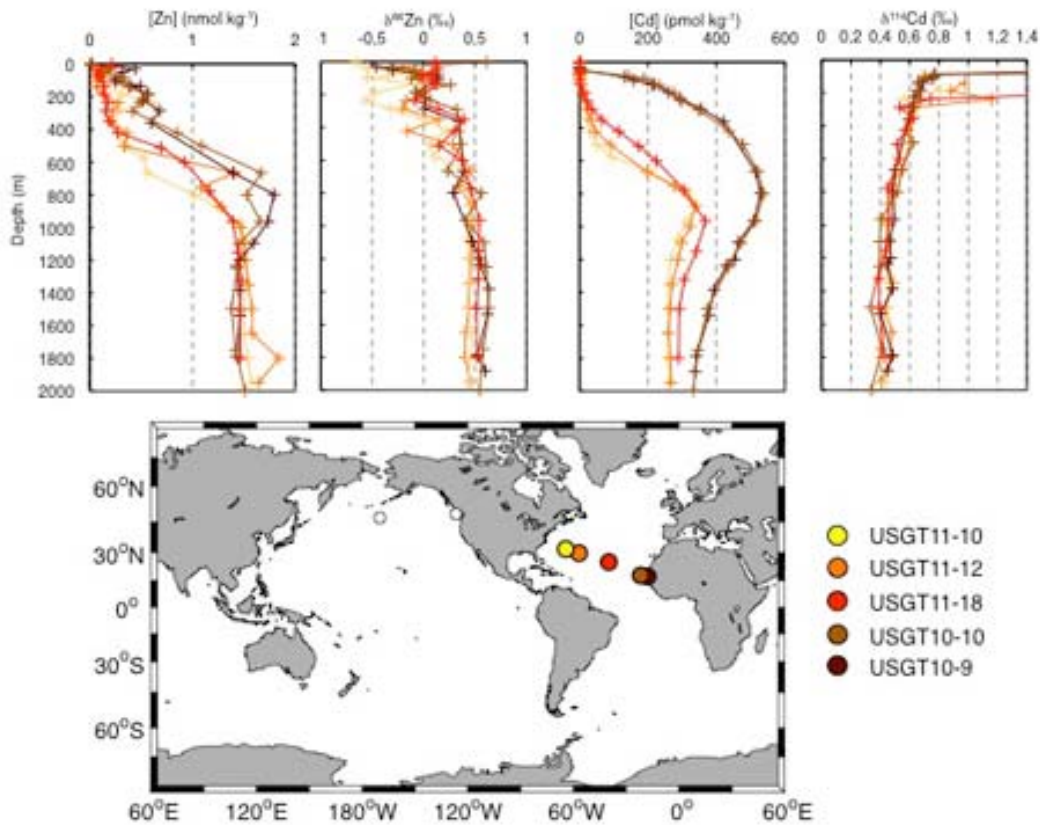 [Zn] (nmol kg⁻¹) δ⁶⁶Zn (‰) [Cd] (pmol kg⁻¹) δ¹¹⁴Cd (‰)
0 1 2 1 -0,5 0 0,5 1 0 200 400 600 0 0,2 0,4 0,6 0,8 1 1,2 1,4
0
200
400
600
800
1000
1200
1400
1600
1800
2000
Depth (m)
60°N
30°N
0°
30°S
60°S
60°E 120°E 180°W 120°W 60°W 0° 60°E
USGT11-10
USGT11-12
USGT11-18
USGT10-10
USGT10-9